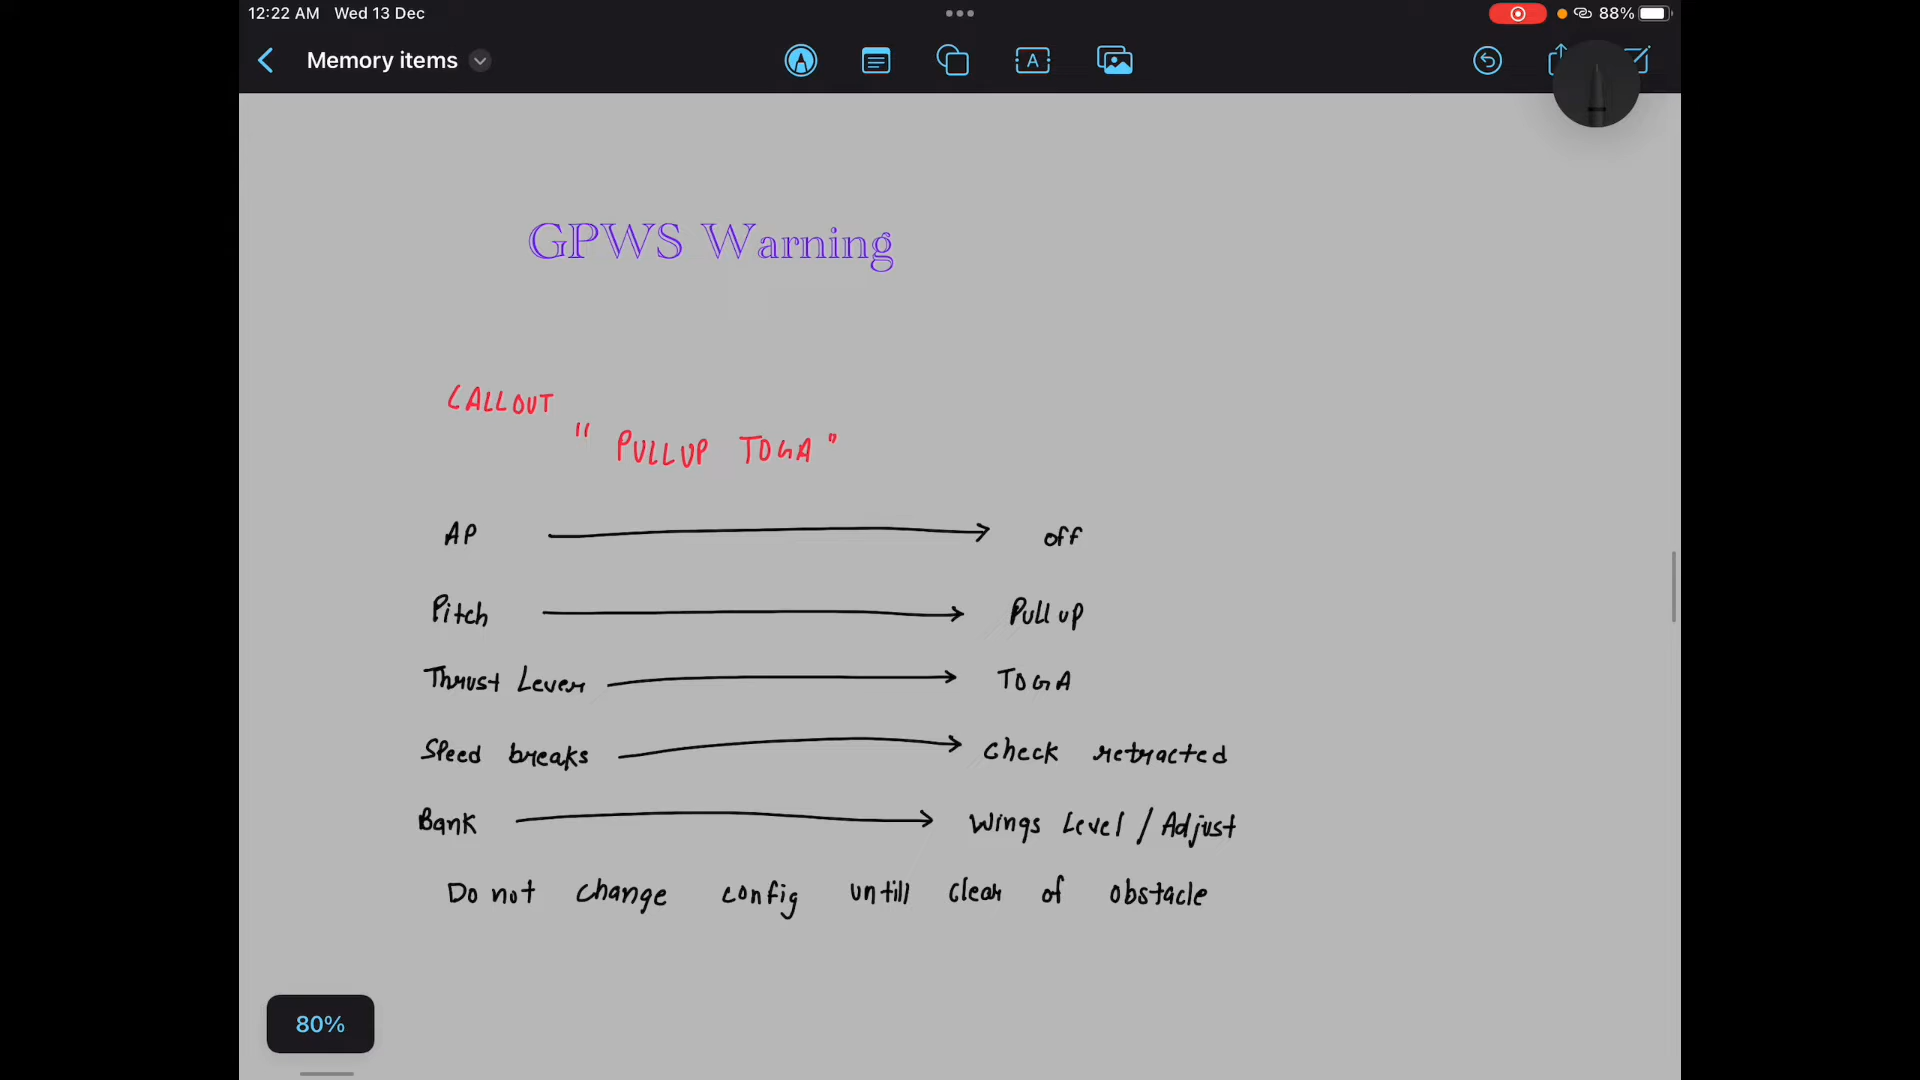 12:22 AM Wed 13 Dec 88%
Memory items
A
GPWS Warning
CALLOUT
" PULLUP TOGA "
AP off
Pitch Pull up
Thrust Lever TOGA
Speed breaks check retracted
Bank Wings Level / Adjust
Do not change config untill clear of obstacle
80%